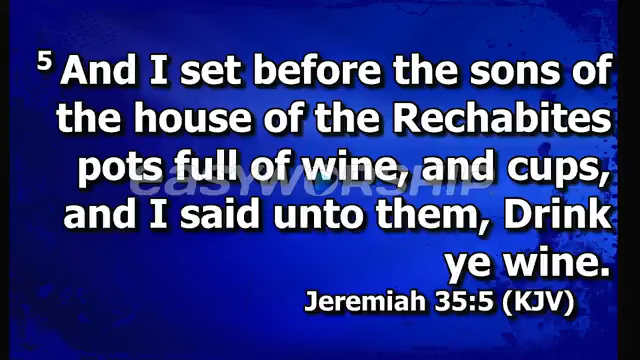 5 And I set before the sons of
the house of the Rechabites
pots full of wine, and cups,
easyworship
and I said unto them, Drink
ye wine.
Jeremiah 35:5 (KJV)